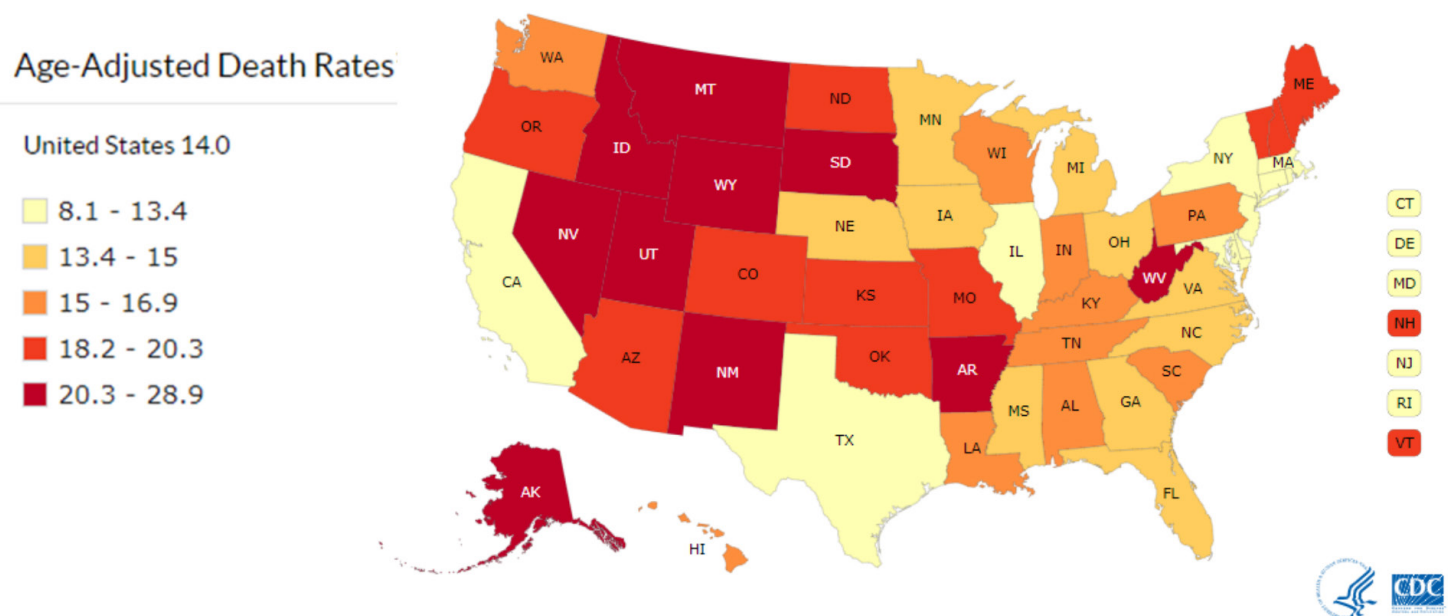 Age-Adjusted Death Rates
United States 14.0
8.1 - 13.4
13.4 - 15
15 - 16.9
18.2 - 20.3
20.3 - 28.9
WA
OR
CA
ID
NV
MT
WY
UT
AZ
CO
NM
ND
SD
NE
KS
OK
TX
MN
IA
MO
AR
LA
WI
IL
MS
MI
IN
OH
KY
TN
AL
GA
FL
SC
NC
VA
WV
PA
NY
MA
ME
AK
HI
CT
DE
MD
NH
NJ
RI
VT
CDC